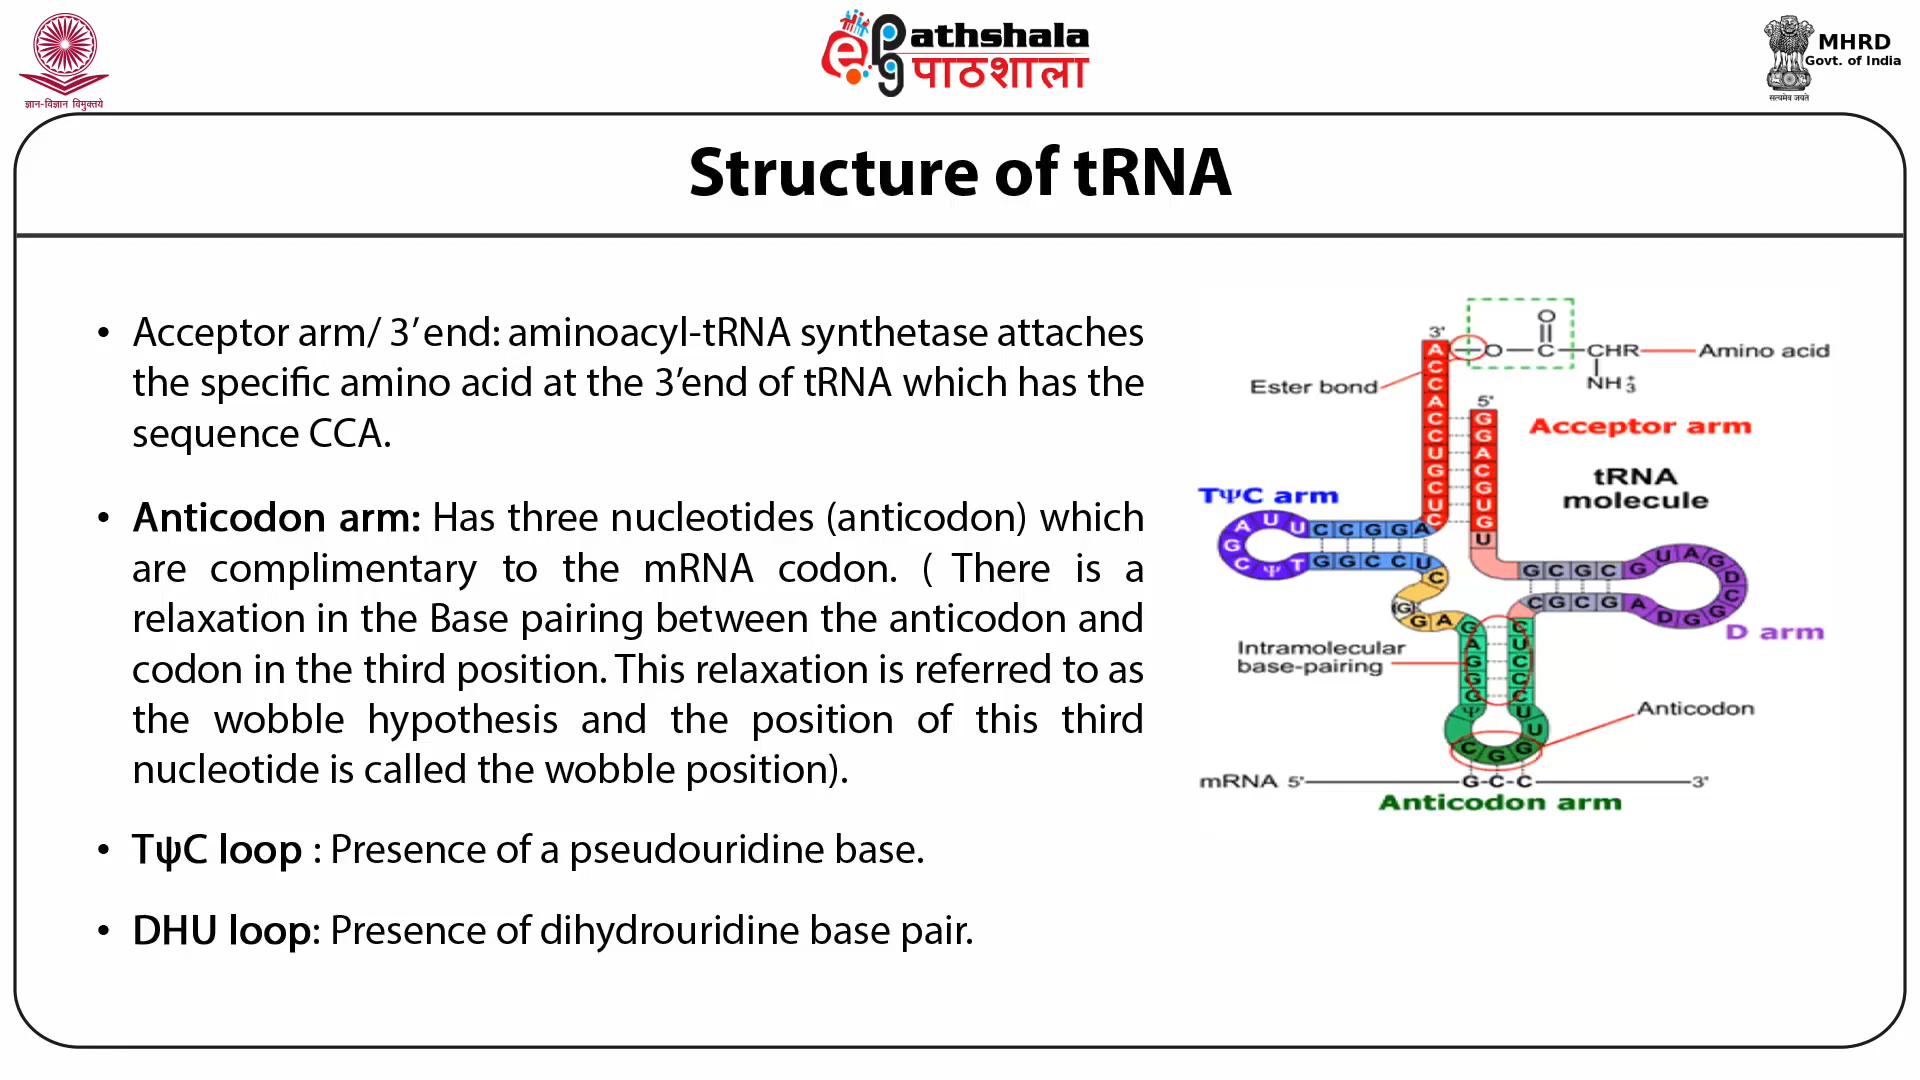 ज्ञान-विज्ञान विमुक्तये
ePathshala
पाठशाला
MHRD
Govt. of India
सत्यमेव जयते
Structure of tRNA
• Acceptor arm/ 3’ end: aminoacyl-tRNA synthetase attaches
the specific amino acid at the 3’end of tRNA which has the
sequence CCA.
• Anticodon arm: Has three nucleotides (anticodon) which
are complimentary to the mRNA codon. ( There is a
relaxation in the Base pairing between the anticodon and
codon in the third position. This relaxation is referred to as
the wobble hypothesis and the position of this third
nucleotide is called the wobble position).
• TψC loop : Presence of a pseudouridine base.
• DHU loop: Presence of dihydrouridine base pair.
O
3'
O C CHR Amino acid
NH3+
Ester bond
5'
A C C A C C U G C U C
G G A C G U G U
Acceptor arm
tRNA
molecule
TΨC arm
A U U C C G G A
G
C Ψ T G G C C U
C
G
G A
G C G C G U A G D C
C G C G A D G G
D arm
G A G G G Ψ
C U C C C U U
Intramolecular
base-pairing
Anticodon
C G G
mRNA 5' G-C-C 3'
Anticodon arm